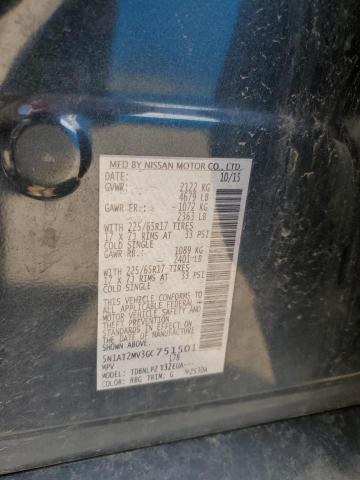 MFD BY NISSAN MOTOR CO., LTD.
DATE: 10/15
GVWR: 2122 KG
4679 LB
GAWR FR: 1072 KG
2363 LB
WITH 225/65R17 TIRES
17 X 7J RIMS AT 33 PSI
COLD SINGLE
GAWR RR: 1089 KG
2401 LB
WITH 225/65R17 TIRES
17 X 7J RIMS AT 33 PSI
COLD SINGLE
THIS VEHICLE CONFORMS TO
ALL APPLICABLE FEDERAL
MOTOR VEHICLE SAFETY
STANDARDS IN EFFECT ON
THE DATE OF MANUFACTURE
SHOWN ABOVE.
5N1AT2MV3GC751501
MPV 178
MODEL:
COLOR: RBG TRIM: G